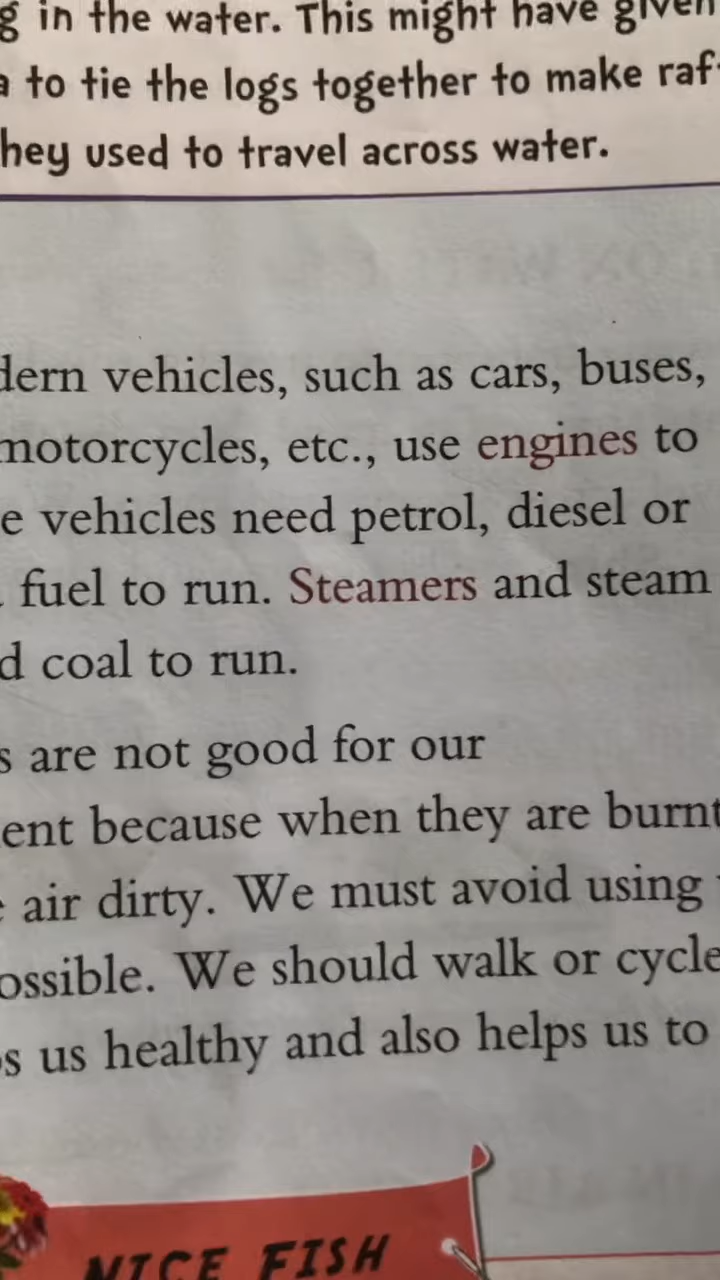 in the water. This might have given
to tie the logs together to make
hey used to travel across water.
dern vehicles, such as cars, buses,
motorcycles, etc., use engines to
e vehicles need petrol, diesel or
fuel to run. Steamers and steam
d coal to run.
s are not good for our
ent because when they are burnt
air dirty. We must avoid using
ossible. We should walk or cycle
s us healthy and also helps us to
NICE FISH